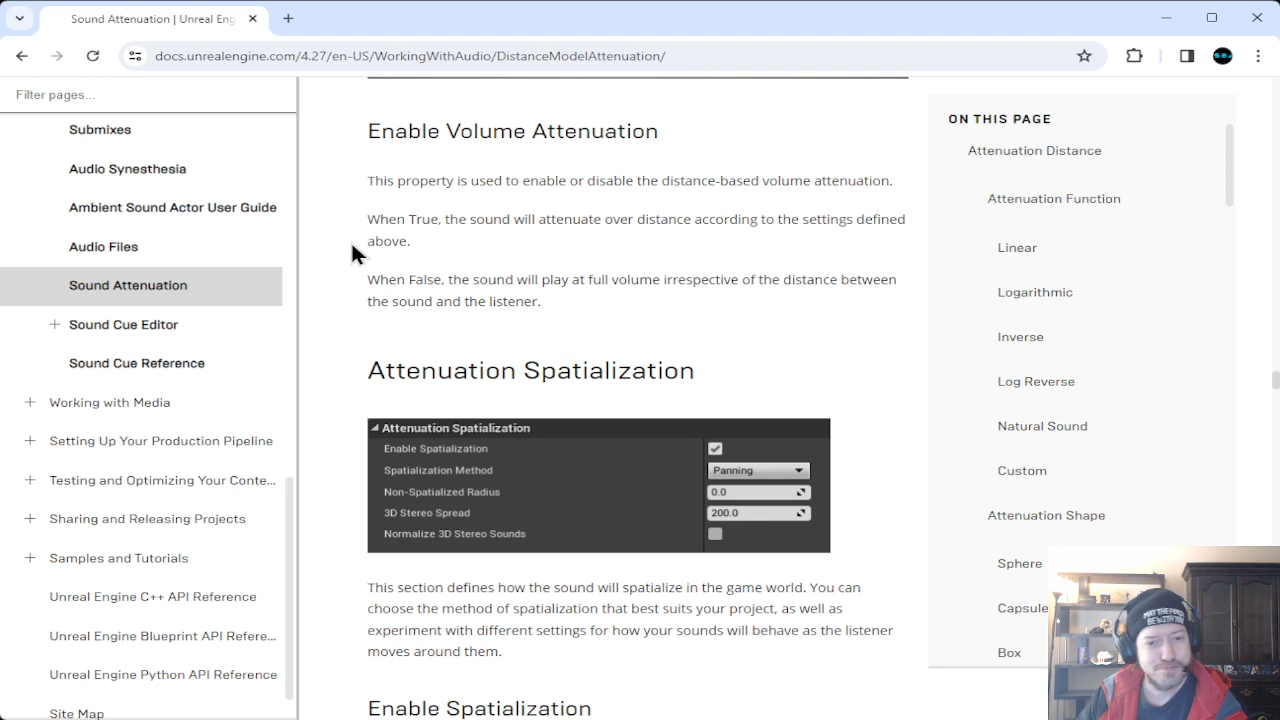 Sound Attenuation | Unreal Eng
docs.unrealengine.com/4.27/en-US/WorkingWithAudio/DistanceModelAttenuation/
Filter pages...
Submixes
Audio Synesthesia
Ambient Sound Actor User Guide
Audio Files
Sound Attenuation
Sound Cue Editor
Sound Cue Reference
Working with Media
Setting Up Your Production Pipeline
Testing and Optimizing Your Conte...
Sharing and Releasing Projects
Samples and Tutorials
Unreal Engine C++ API Reference
Unreal Engine Blueprint API Refere...
Unreal Engine Python API Reference
Site Map
Enable Volume Attenuation
This property is used to enable or disable the distance-based volume attenuation.
When True, the sound will attenuate over distance according to the settings defined
above.
When False, the sound will play at full volume irrespective of the distance between
the sound and the listener.
Attenuation Spatialization
Attenuation Spatialization
Enable Spatialization
Spatialization Method Panning
Non-Spatialized Radius 0.0
3D Stereo Spread 200.0
Normalize 3D Stereo Sounds
This section defines how the sound will spatialize in the game world. You can
choose the method of spatialization that best suits your project, as well as
experiment with different settings for how your sounds will behave as the listener
moves around them.
Enable Spatialization
ON THIS PAGE
Attenuation Distance
Attenuation Function
Linear
Logarithmic
Inverse
Log Reverse
Natural Sound
Custom
Attenuation Shape
Sphere
Capsule
Box
MAY THE FORCE
BE WITH YOU